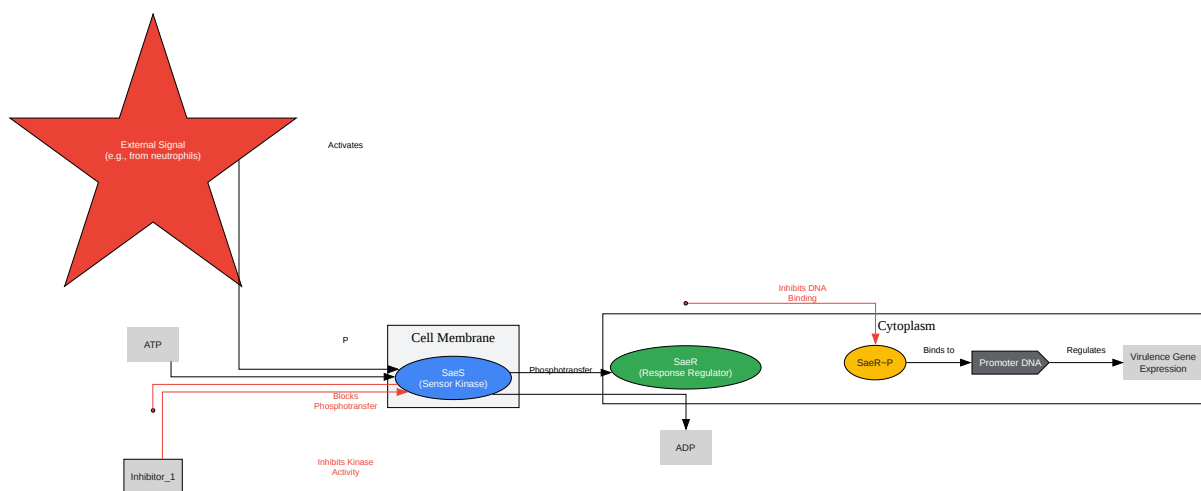 External Signal
(e.g., from neutrophils)
Activates
Inhibits DNA
Binding
Cell Membrane
Cytoplasm
ATP
P
SaeS
(Sensor Kinase)
Phosphotransfer
SaeR
(Response Regulator)
SaeR~P
Binds to
Promoter DNA
Regulates
Virulence Gene
Expression
Blocks
Phosphotransfer
ADP
Inhibitor_1
Inhibits Kinase
Activity